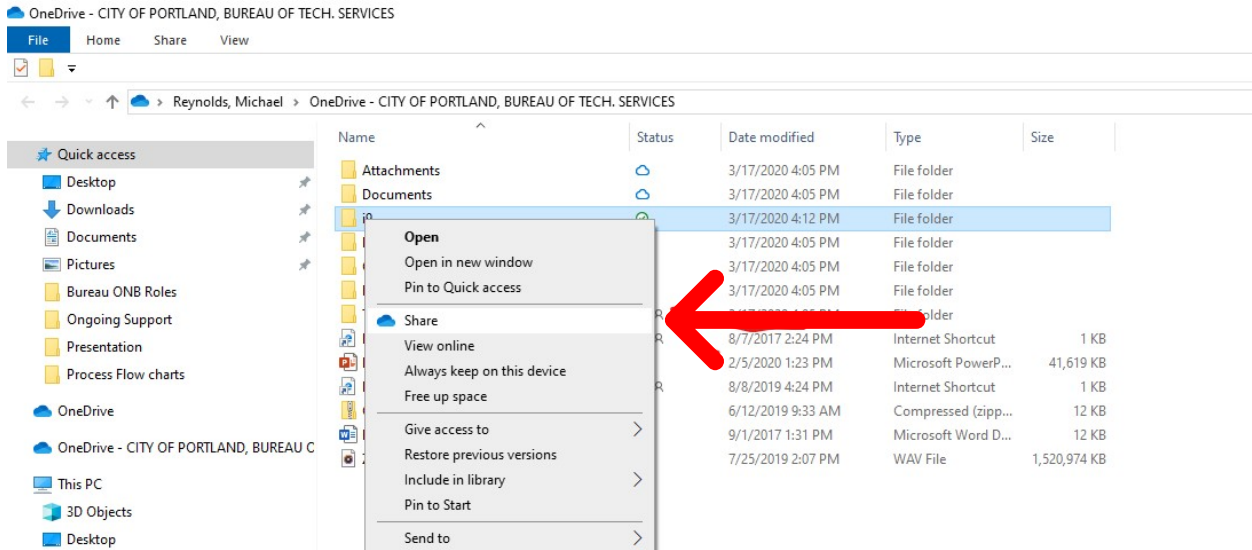 OneDrive - CITY OF PORTLAND, BUREAU OF TECH. SERVICES
File Home Share View
Reynolds, Michael > OneDrive - CITY OF PORTLAND, BUREAU OF TECH. SERVICES
Name Status Date modified Type Size
Quick access
Desktop
Downloads
Documents
Pictures
Bureau ONB Roles
Ongoing Support
Presentation
Process Flow charts
OneDrive
OneDrive - CITY OF PORTLAND, BUREAU O
This PC
3D Objects
Desktop
Attachments 3/17/2020 4:05 PM File folder
Documents 3/17/2020 4:05 PM File folder
3/17/2020 4:12 PM File folder
3/17/2020 4:05 PM File folder
3/17/2020 4:05 PM File folder
3/17/2020 4:05 PM File folder
8/7/2017 2:24 PM Internet Shortcut 1 KB
2/5/2020 1:23 PM Microsoft PowerP... 41,619 KB
8/8/2019 4:24 PM Internet Shortcut 1 KB
6/12/2019 9:33 AM Compressed (zipp... 12 KB
9/1/2017 1:31 PM Microsoft Word D... 12 KB
7/25/2019 2:07 PM WAV File 1,520,974 KB
Open
Open in new window
Pin to Quick access
Share
View online
Always keep on this device
Free up space
Give access to
Restore previous versions
Include in library
Pin to Start
Send to